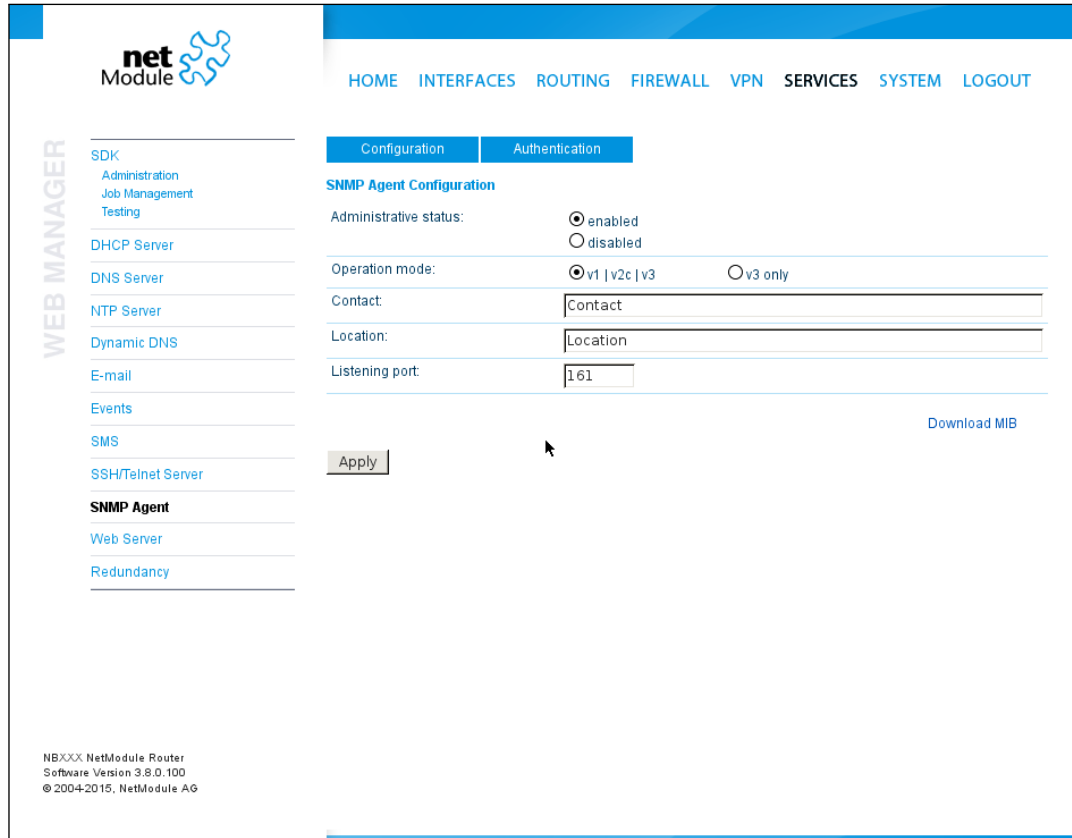 net
Module
HOME INTERFACES ROUTING FIREWALL VPN SERVICES SYSTEM LOGOUT
WEB MANAGER
SDK
Administration
Job Management
Testing
DHCP Server
DNS Server
NTP Server
Dynamic DNS
E-mail
Events
SMS
SSH/Telnet Server
SNMP Agent
Web Server
Redundancy
Configuration Authentication
SNMP Agent Configuration
Administrative status: enabled
disabled
Operation mode: v1 | v2c | v3 v3 only
Contact: Contact
Location: Location
Listening port: 161
Download MIB
Apply
NBXXX NetModule Router
Software Version 3.8.0.100
© 2004-2015, NetModule AG